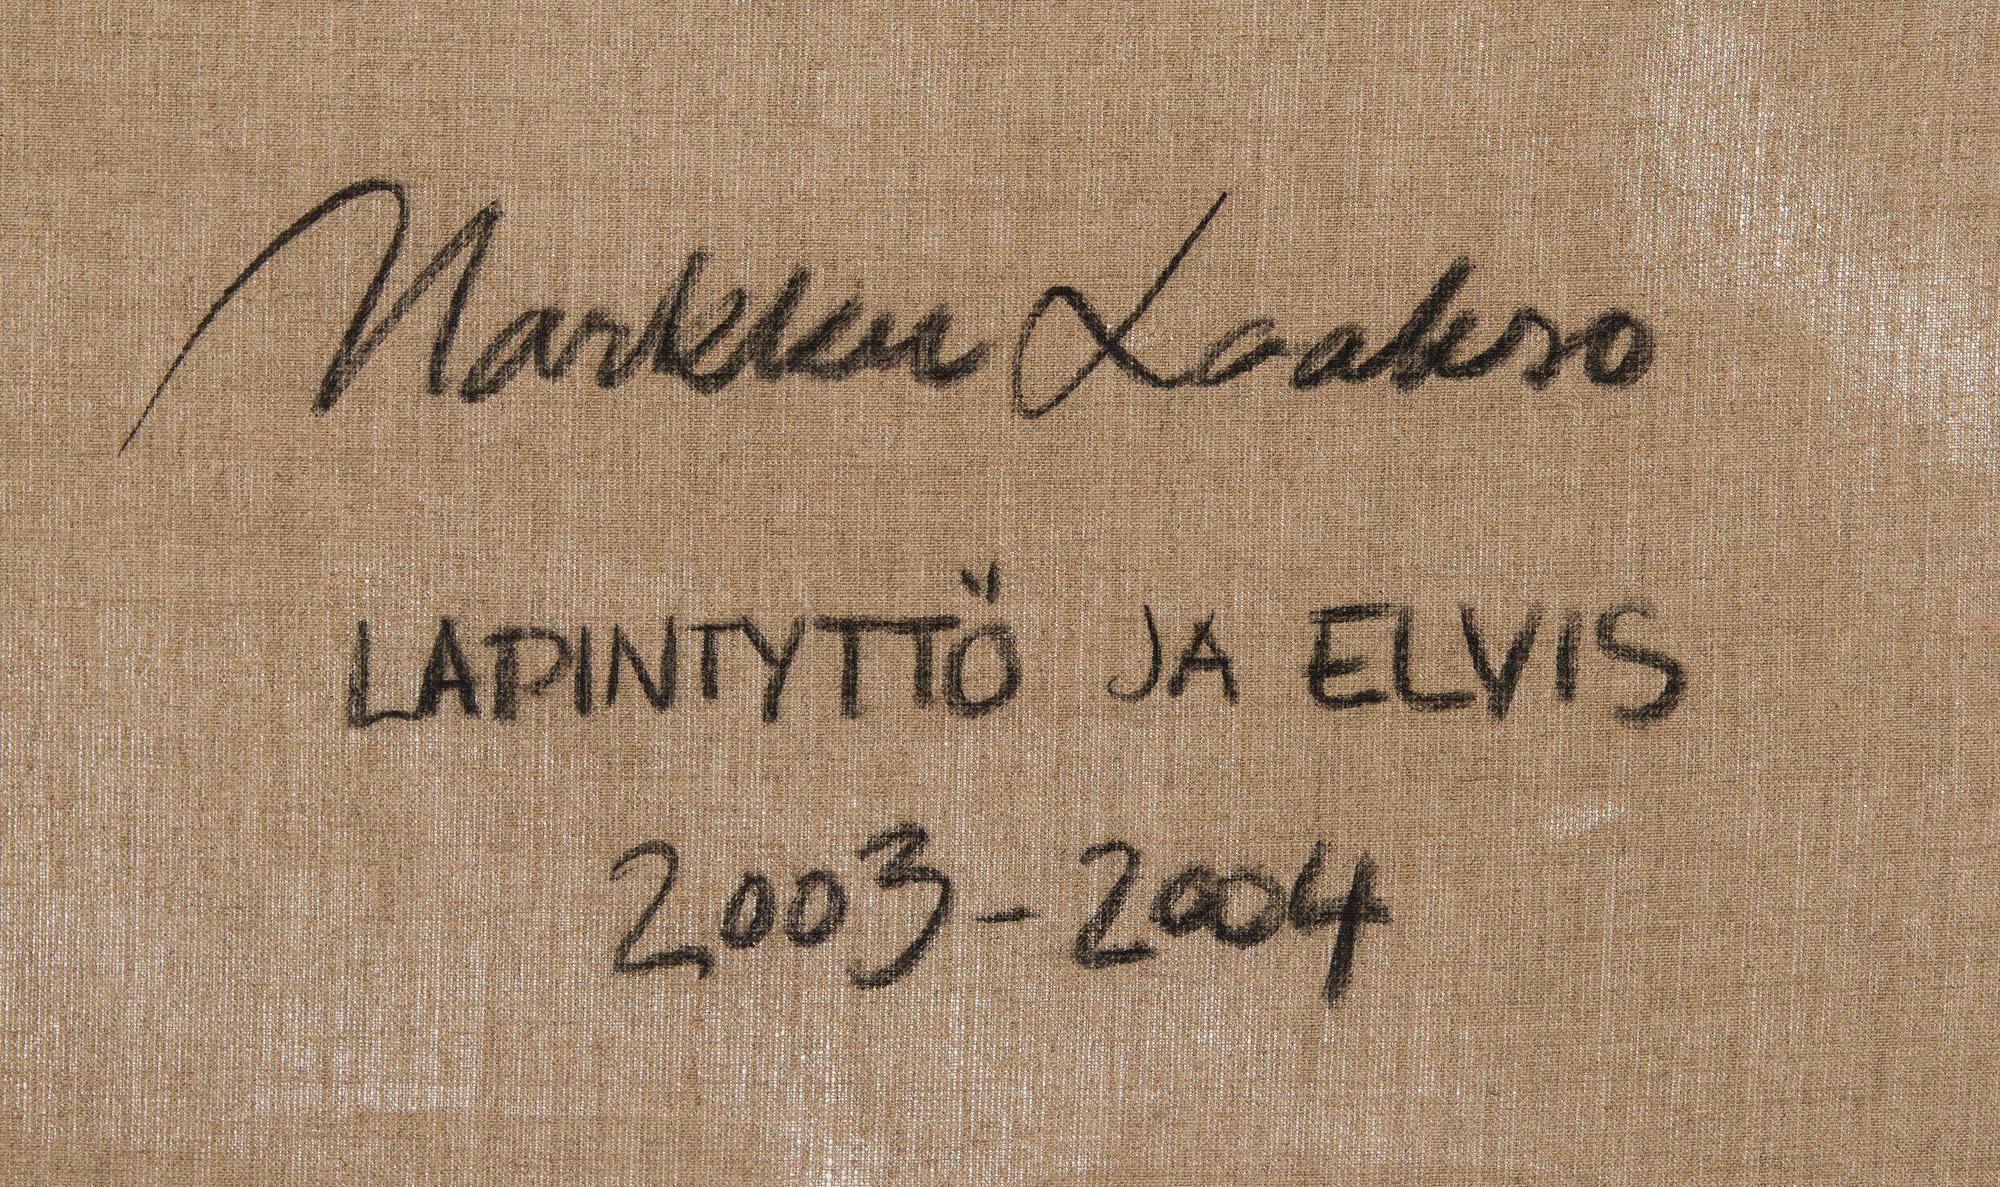 Markku Laakso
LAPINTYTTÖ JA ELVIS
2003-2004